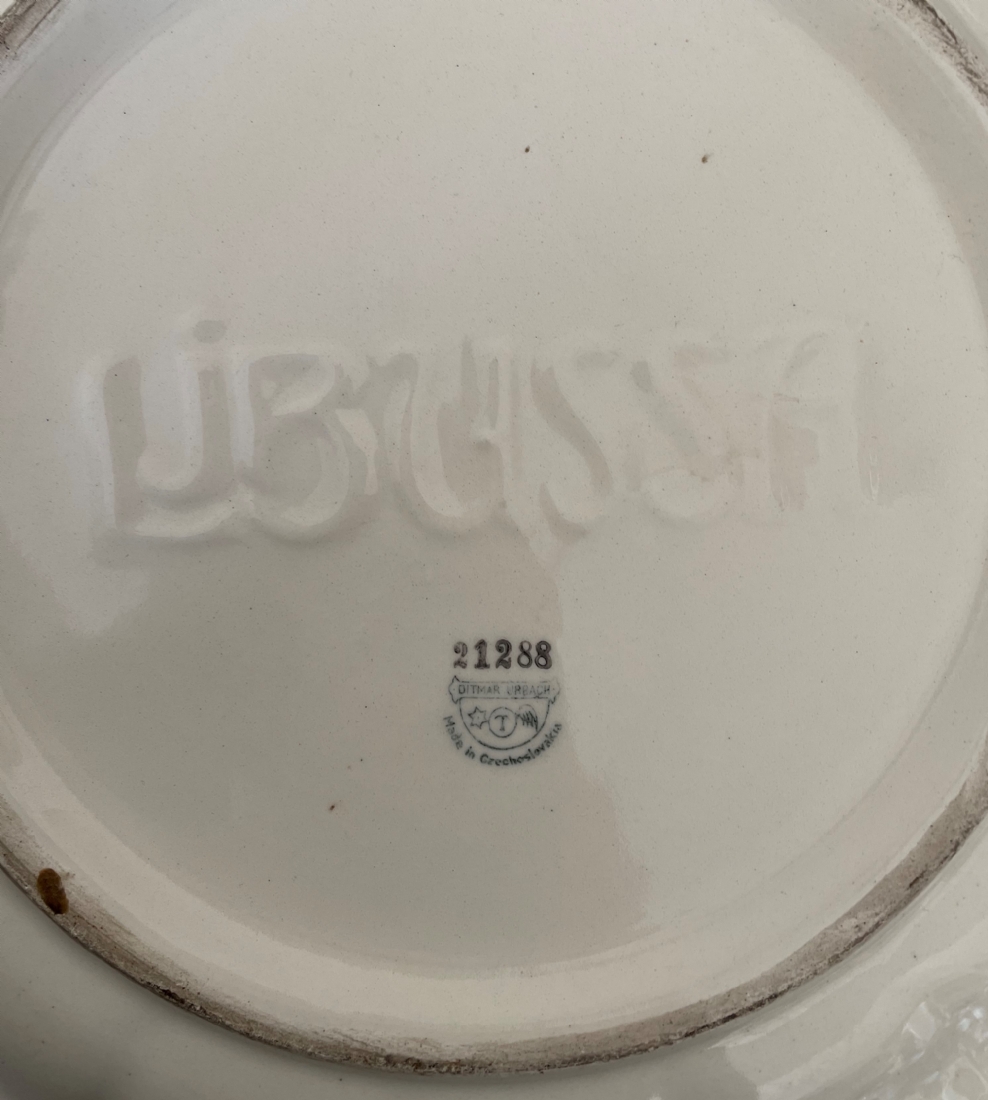 LiBUSSA
21288
DITMAR URBACH
T
Made in Czechoslovakia